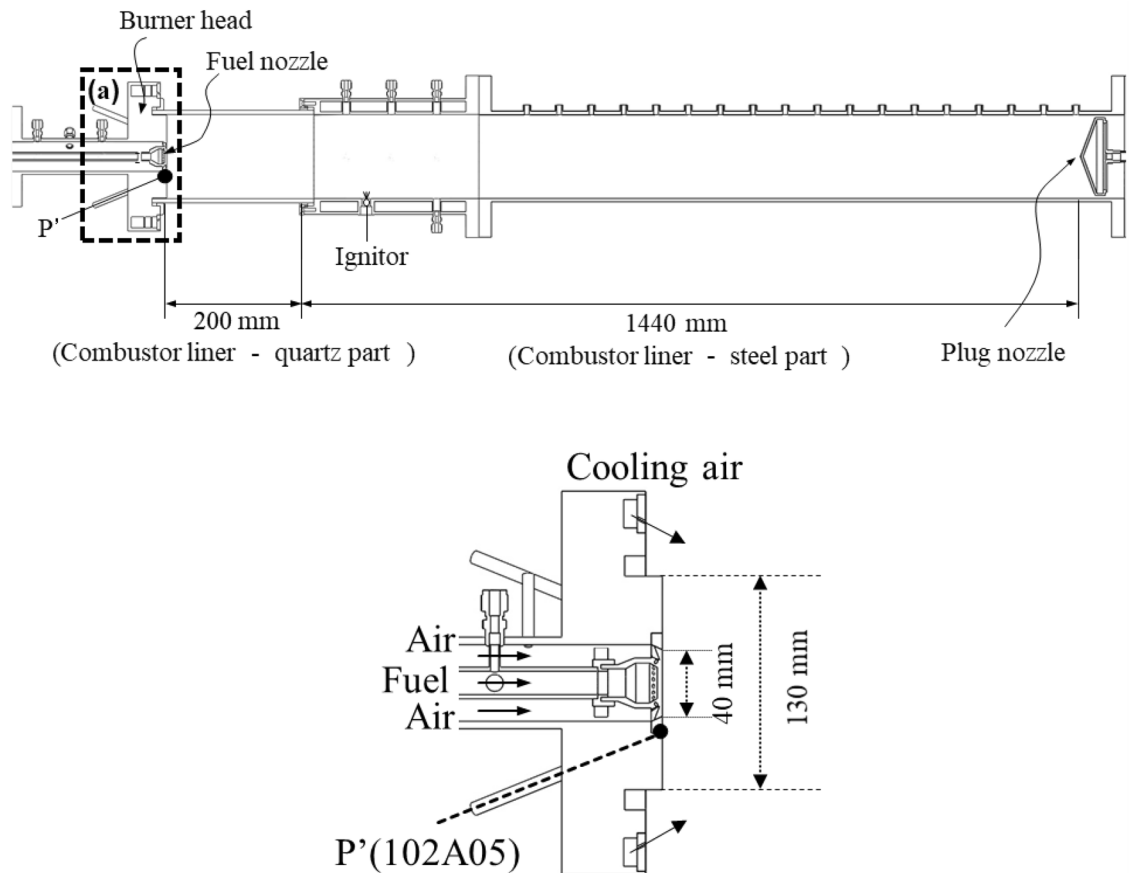 Burner head
Fuel nozzle
(a)
P'
Ignitor
200 mm
1440 mm
(Combustor liner - quartz part )
(Combustor liner - steel part )
Plug nozzle
Cooling air
Air
Fuel
Air
40 mm
130 mm
P'(102A05)